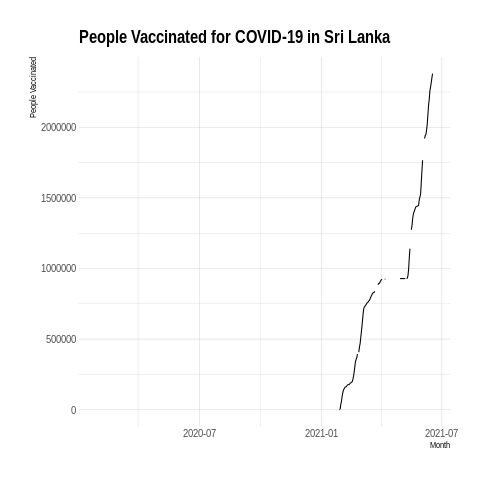 People Vaccinated for COVID-19 in Sri Lanka
People Vaccinated
2000000
1500000
1000000
500000
0
2020-07
2021-01
2021-07
Month